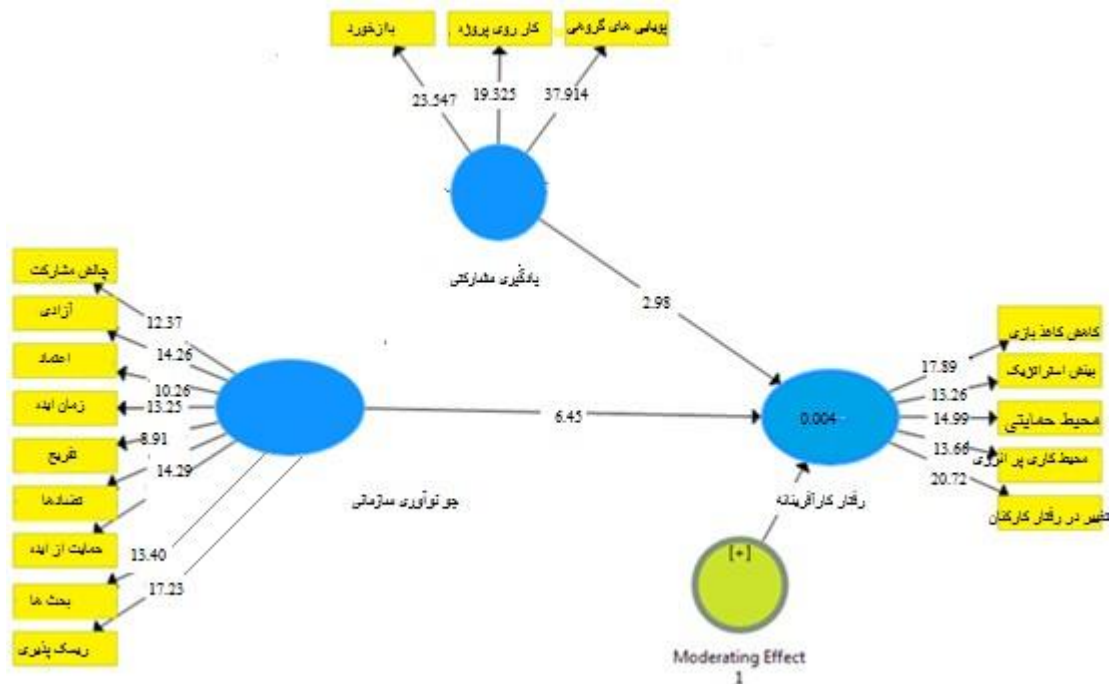 بازخورد
کار روی پروژه
پویایی های گروهی
23.547
19.325
37.914
یادگیری مشارکتی
2.98
چالش مشارکت
آزادی
اعتماد
زمان ایده
تفریح
تضادها
حمایت از ایده
بحث ها
ریسک پذیری
12.37
14.26
10.26
13.25
8.91
14.29
13.40
17.23
جو نوآوری سازمانی
6.45
0.004
رفتار کارآفرینانه
17.89
13.26
14.99
13.66
20.72
کاهش کاغذ بازی
بینش استراتژیک
محیط حمایتی
محیط کاری پر انرژی
تغییر در رفتار کارکنان
[+]
Moderating Effect
1